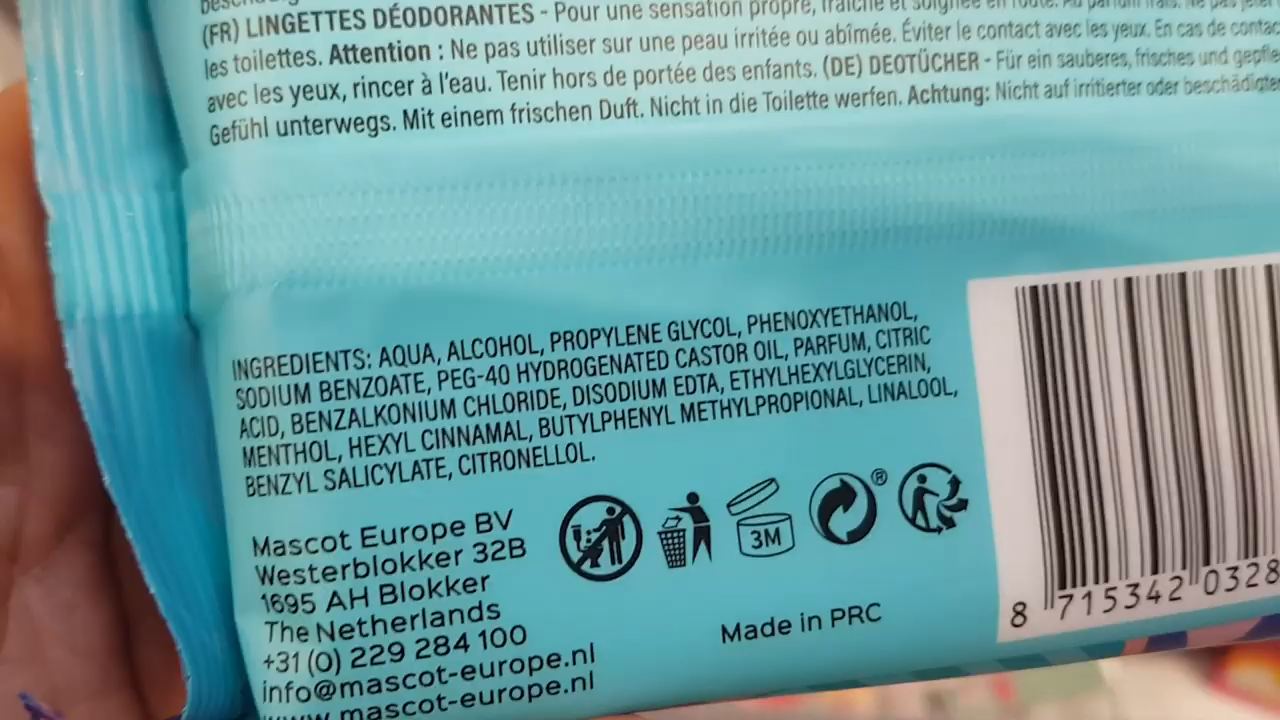 (FR) LINGETTES DÉODORANTES - Pour une sensation propre, fraîche et soignée en route. Au parfum frais. Ne pas jeter
les toilettes. Attention : Ne pas utiliser sur une peau irritée ou abîmée. Éviter le contact avec les yeux. En cas de contac
avec les yeux, rincer à l'eau. Tenir hors de portée des enfants. (DE) DEOTÜCHER - Für ein sauberes, frisches und gepfle
Gefühl unterwegs. Mit einem frischen Duft. Nicht in die Toilette werfen. Achtung: Nicht auf irritierter oder beschädigter
INGREDIENTS: AQUA, ALCOHOL, PROPYLENE GLYCOL, PHENOXYETHANOL,
SODIUM BENZOATE, PEG-40 HYDROGENATED CASTOR OIL, PARFUM, CITRIC
ACID, BENZALKONIUM CHLORIDE, DISODIUM EDTA, ETHYLHEXYLGLYCERIN,
MENTHOL, HEXYL CINNAMAL, BUTYLPHENYL METHYLPROPIONAL, LINALOOL,
BENZYL SALICYLATE, CITRONELLOL.
Mascot Europe BV
Westerblokker 32B
1695 AH Blokker
The Netherlands
+31 (0) 229 284 100
info@mascot-europe.nl
www.mascot-europe.nl
3M
®
Made in PRC
8 715342 0328